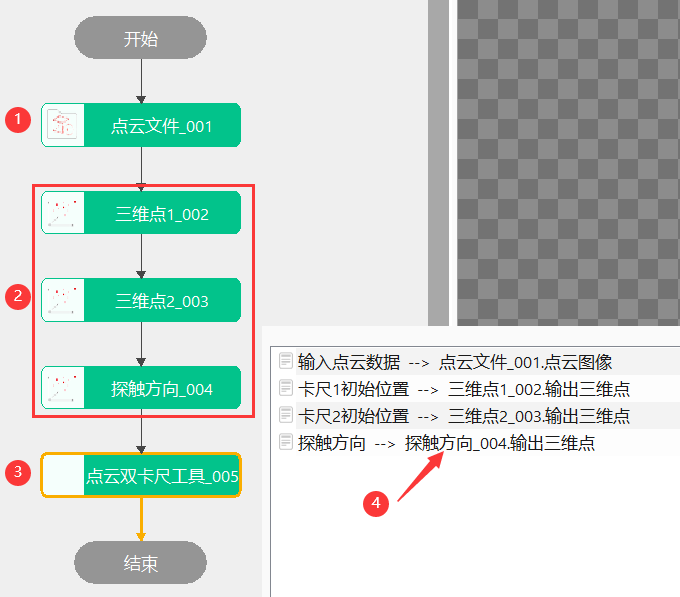 开始
1
点云文件_001
2
三维点1_002
三维点2_003
探触方向_004
3
点云双卡尺工具_005
结束
输入点云数据 --> 点云文件_001.点云图像
卡尺1初始位置 --> 三维点1_002.输出三维点
卡尺2初始位置 --> 三维点2_003.输出三维点
探触方向 --> 探触方向_004.输出三维点
4